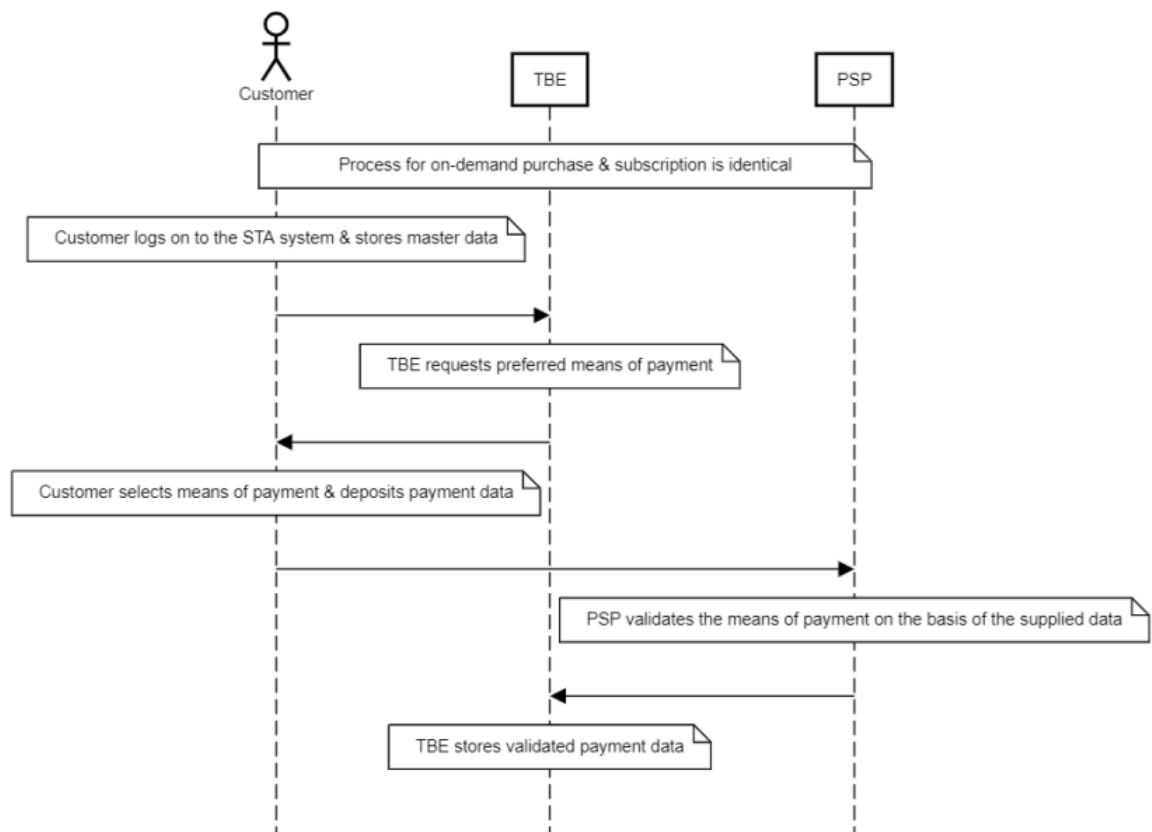 Customer
TBE
PSP
Process for on-demand purchase & subscription is identical
Customer logs on to the STA system & stores master data
TBE requests preferred means of payment
Customer selects means of payment & deposits payment data
PSP validates the means of payment on the basis of the supplied data
TBE stores validated payment data